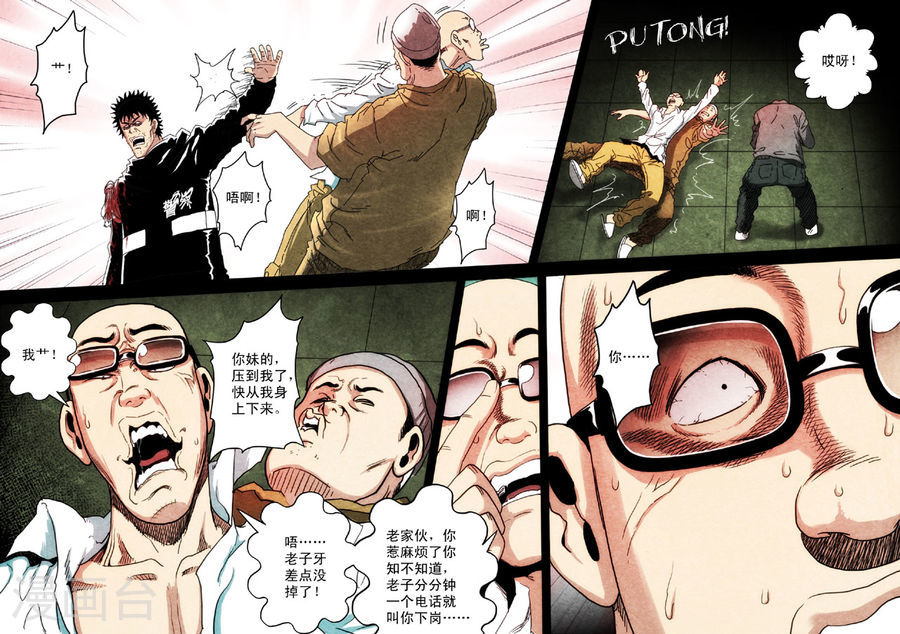 艹！
唔啊！
啊！
PUTONG!
哎呀！
我艹！
你妹的，
压到我了，
快从我身
上下来。
唔……
老子牙
差点没
掉了！
老家伙，你
惹麻烦了你
知不知道，
老子分分钟
一个电话就
叫你下岗……
你……
警察
漫画台